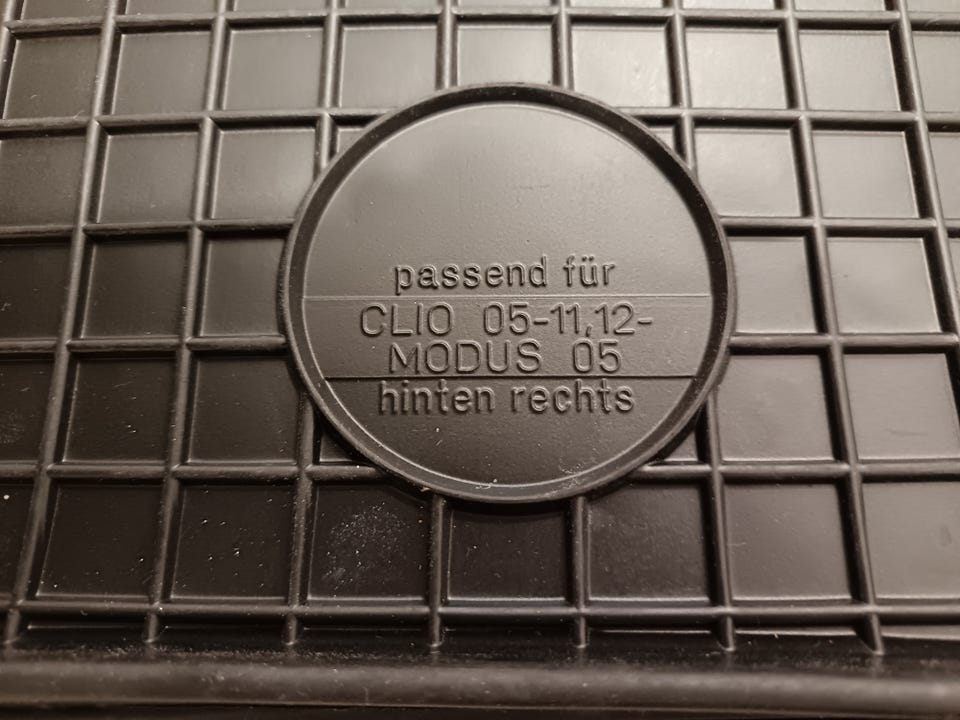 passend für
CLIO 05-11,12-
MODUS 05
hinten rechts